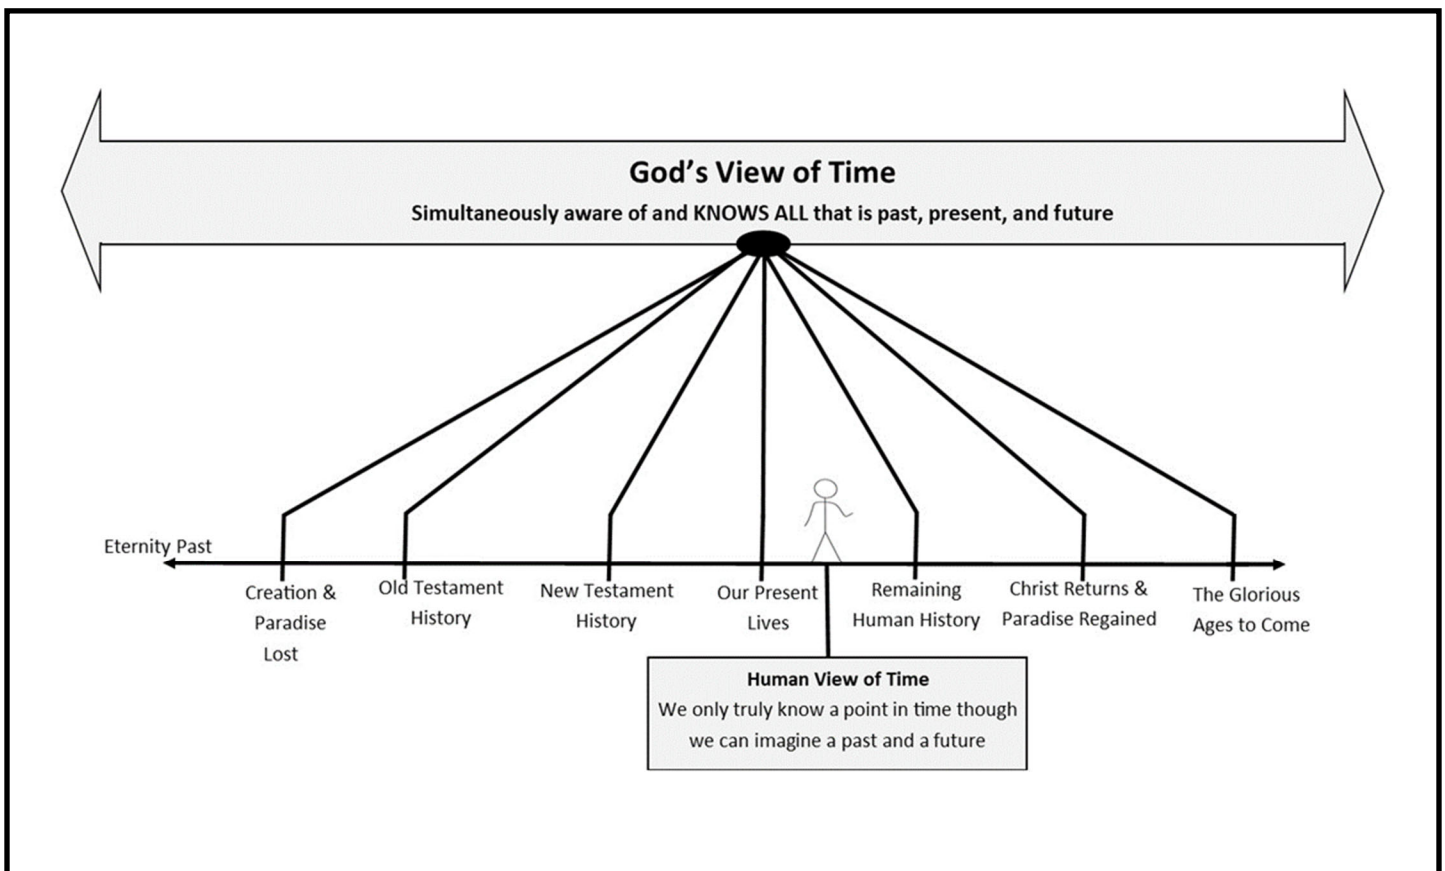 God’s View of Time
Simultaneously aware of and KNOWS ALL that is past, present, and future
Eternity Past
Creation &
Paradise
Lost
Old Testament
History
New Testament
History
Our Present
Lives
Remaining
Human History
Christ Returns &
Paradise Regained
The Glorious
Ages to Come
Human View of Time
We only truly know a point in time though
we can imagine a past and a future